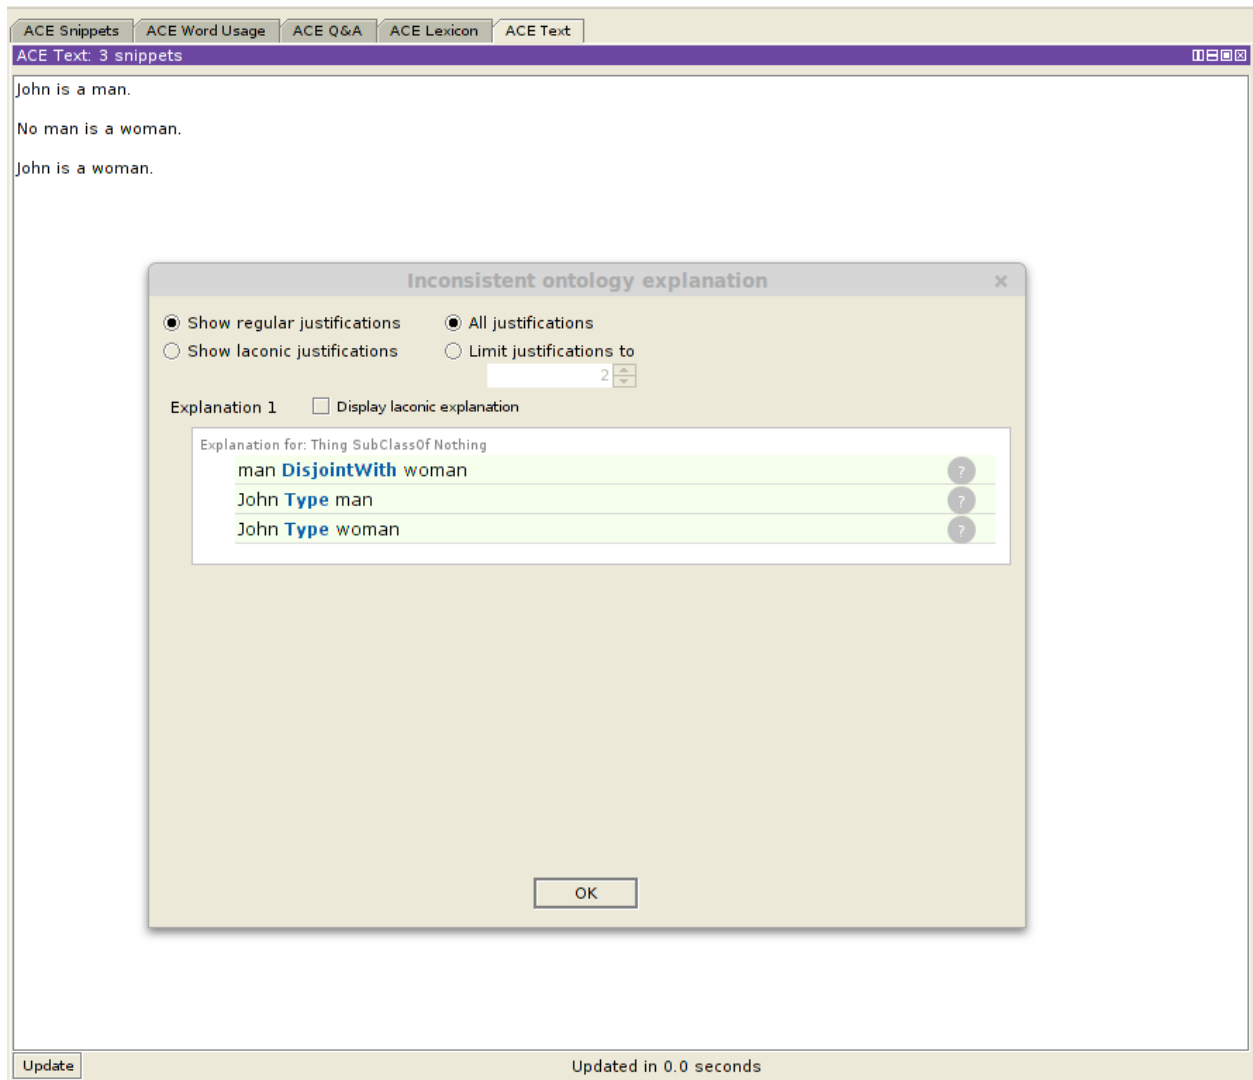 ACE Snippets ACE Word Usage ACE Q&A ACE Lexicon ACE Text
ACE Text: 3 snippets
John is a man.
No man is a woman.
John is a woman.
Inconsistent ontology explanation
Show regular justifications All justifications
Show laconic justifications Limit justifications to
2
Explanation 1 Display laconic explanation
Explanation for: Thing SubClassOf Nothing
man DisjointWith woman ?
John Type man ?
John Type woman ?
OK
Update Updated in 0.0 seconds